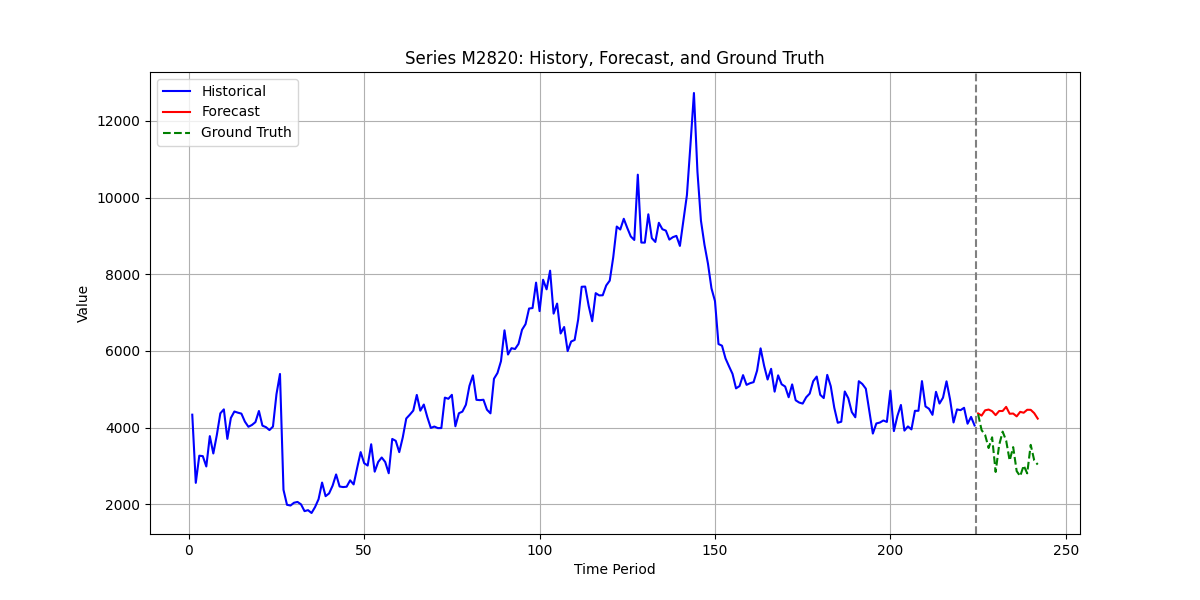 Series M2820: History, Forecast, and Ground Truth
Historical
Forecast
Ground Truth
12000
10000
8000
6000
4000
2000
Value
0
50
100
150
200
250
Time Period